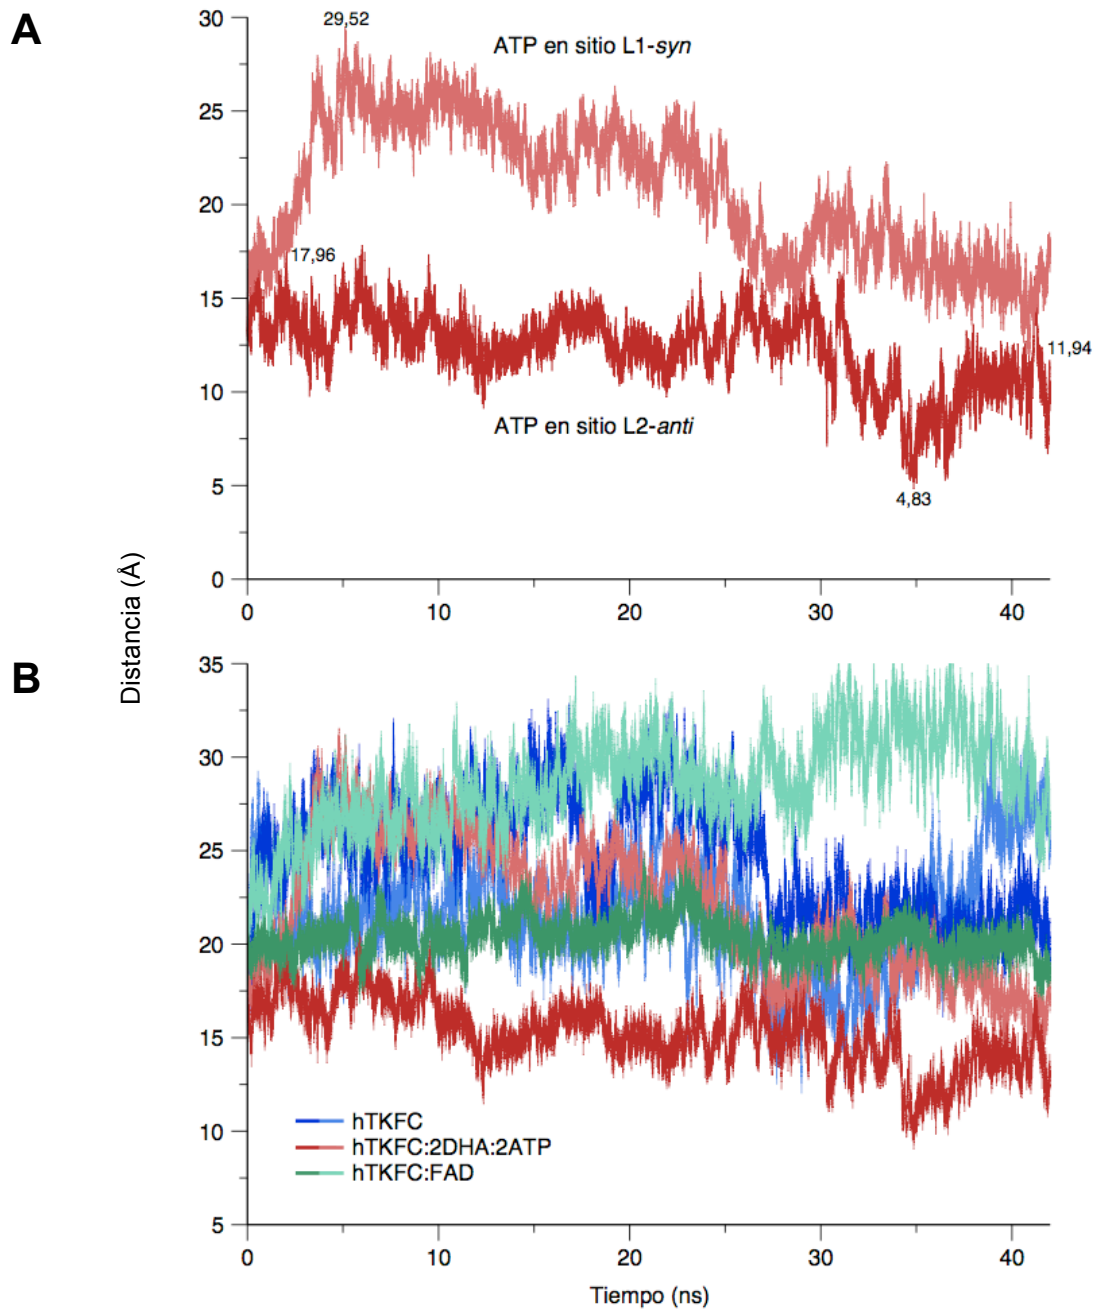 A
30
25
20
15
10
5
0
29,52
ATP en sitio L1-syn
17,96
11,94
ATP en sitio L2-anti
4,83
0 10 20 30 40
Distancia (Å)
B
35
30
25
20
15
10
5
hTKFC
hTKFC:2DHA:2ATP
hTKFC:FAD
0 10 20 30 40
Tiempo (ns)